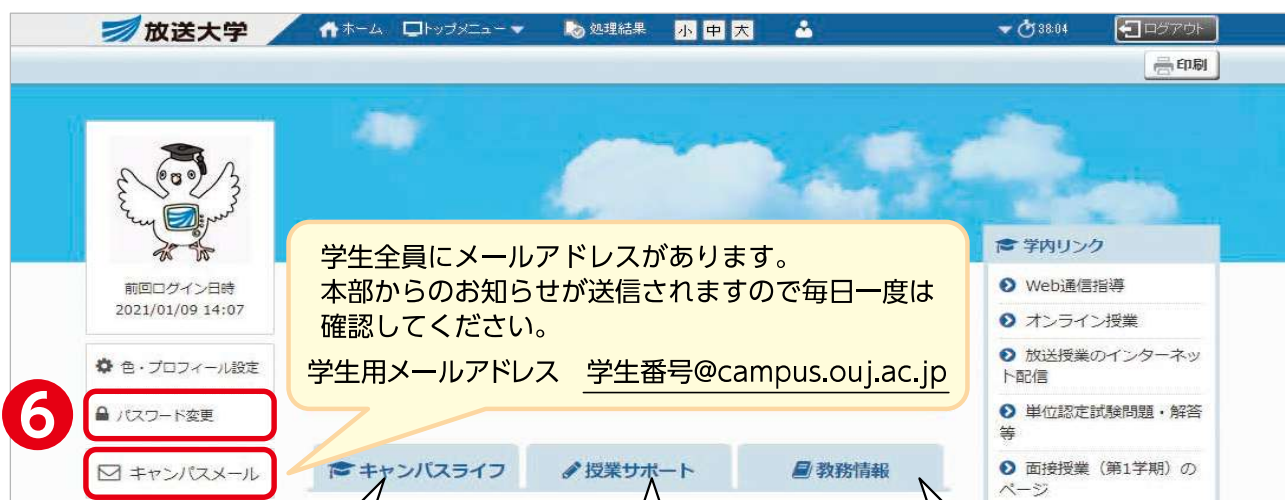 放送大学
ホーム
トップメニュー
処理結果
小 中 大
38:04
ログアウト
印刷
前回ログイン日時
2021/01/09 14:07
色・プロフィール設定
6
パスワード変更
キャンパスメール
学生全員にメールアドレスがあります。
本部からのお知らせが送信されますので毎日一度は
確認してください。
学生用メールアドレス 学生番号@campus.ouj.ac.jp
キャンパスライフ
授業サポート
教務情報
学内リンク
Web通信指導
オンライン授業
放送授業のインターネッ
ト配信
単位認定試験問題・解答
等
面接授業（第1学期）の
ページ